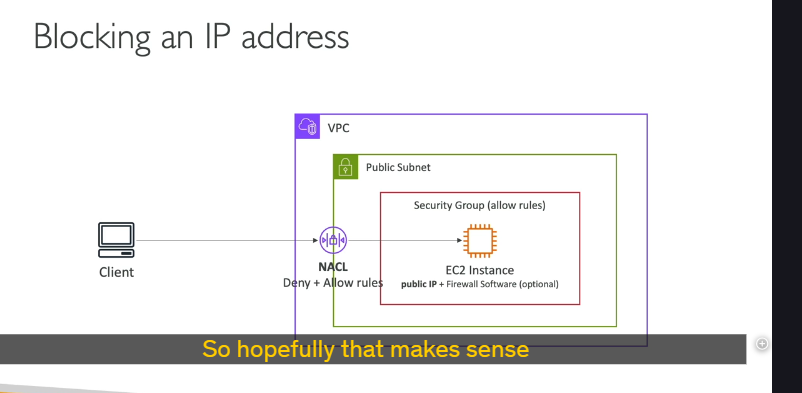 Blocking an IP address
VPC
Public Subnet
Security Group (allow rules)
Client
NACL
Deny + Allow rules
EC2 Instance
public IP + Firewall Software (optional)
So hopefully that makes sense